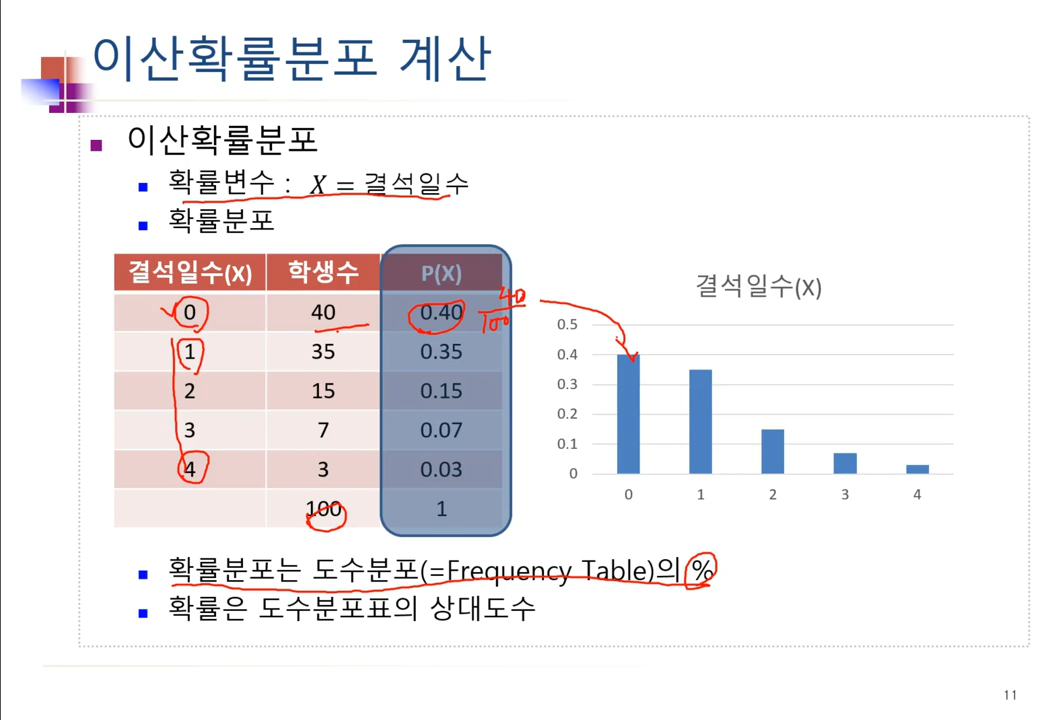 이산확률분포 계산
이산확률분포
확률변수 : X = 결석일수
확률분포
결석일수(X) 학생수 P(X)
0 40 0.40 40/100
1 35 0.35
2 15 0.15
3 7 0.07
4 3 0.03
100 1
결석일수(X)
0.5
0.4
0.3
0.2
0.1
0
0 1 2 3 4
확률분포는 도수분포(=Frequency Table)의 %
확률은 도수분포표의 상대도수
11